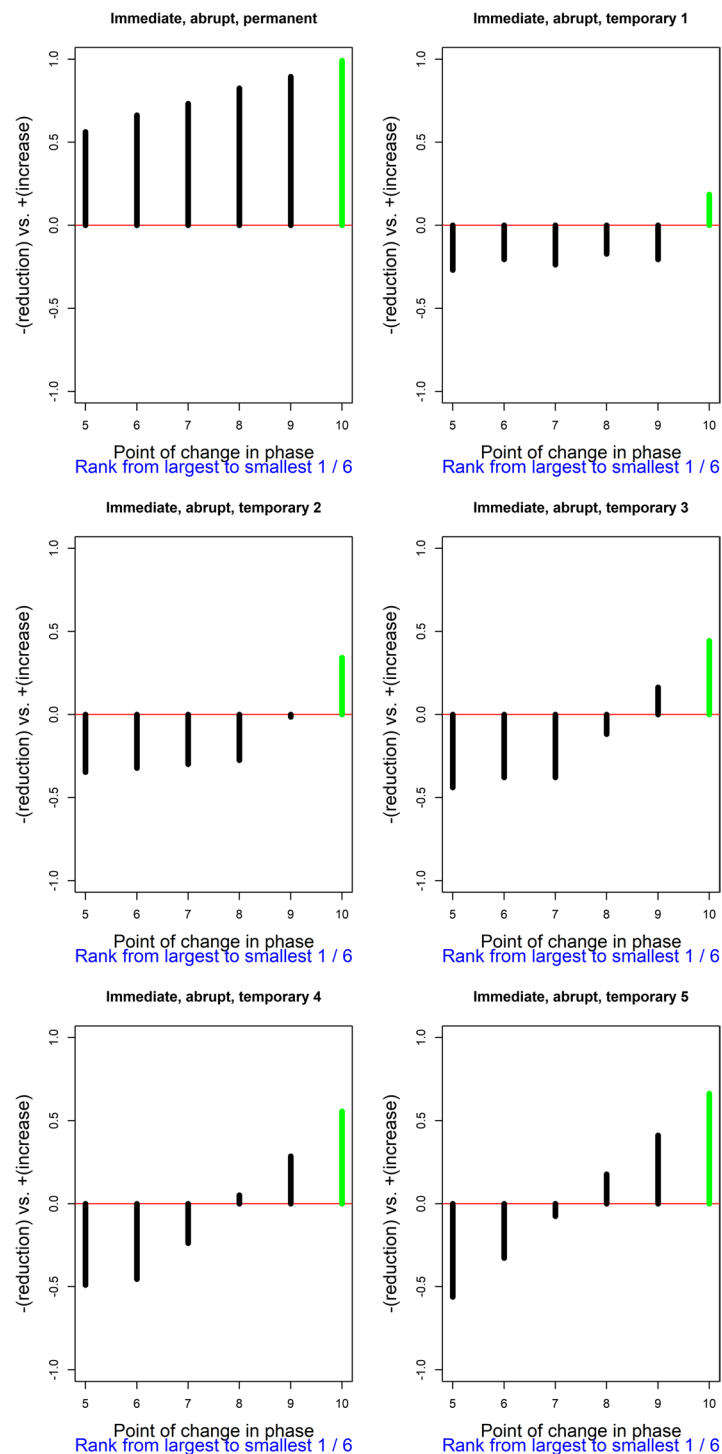 Immediate, abrupt, permanent
-(reduction) vs. +(increase)
1.0
0.5
0.0
-0.5
-1.0
5 6 7 8 9 10
Point of change in phase
Rank from largest to smallest 1 / 6
Immediate, abrupt, temporary 1
-(reduction) vs. +(increase)
1.0
0.5
0.0
-0.5
-1.0
5 6 7 8 9 10
Point of change in phase
Rank from largest to smallest 1 / 6
Immediate, abrupt, temporary 2
-(reduction) vs. +(increase)
1.0
0.5
0.0
-0.5
-1.0
5 6 7 8 9 10
Point of change in phase
Rank from largest to smallest 1 / 6
Immediate, abrupt, temporary 3
-(reduction) vs. +(increase)
1.0
0.5
0.0
-0.5
-1.0
5 6 7 8 9 10
Point of change in phase
Rank from largest to smallest 1 / 6
Immediate, abrupt, temporary 4
-(reduction) vs. +(increase)
1.0
0.5
0.0
-0.5
-1.0
5 6 7 8 9 10
Point of change in phase
Rank from largest to smallest 1 / 6
Immediate, abrupt, temporary 5
-(reduction) vs. +(increase)
1.0
0.5
0.0
-0.5
-1.0
5 6 7 8 9 10
Point of change in phase
Rank from largest to smallest 1 / 6